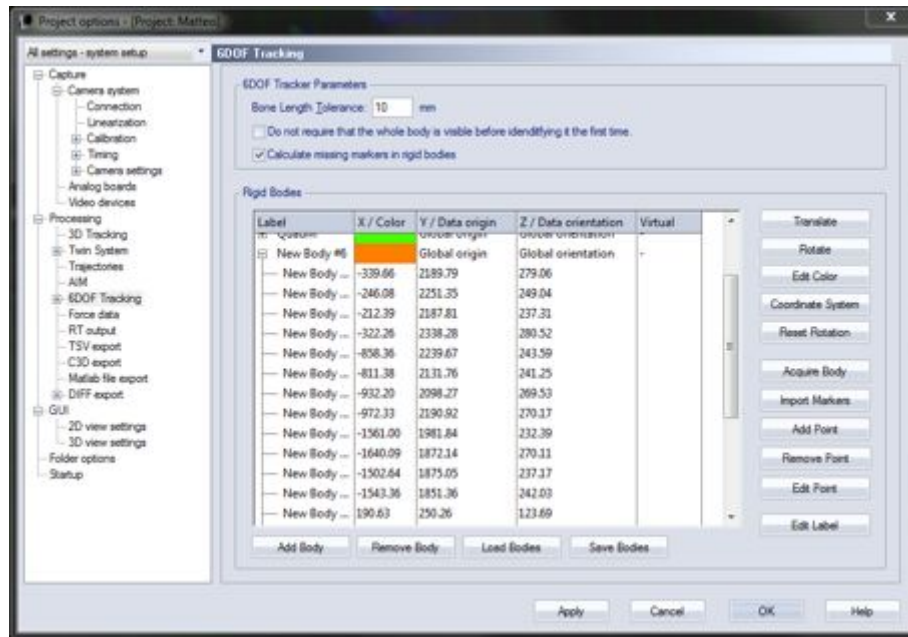 Project options - [Project: Matteo]
All settings - system setup
6DOF Tracking
Capture
Camera system
Connection
Linearization
Calibration
Timing
Camera settings
Analog boards
Video devices
Processing
3D Tracking
Twin System
Trajectories
AIM
6DOF Tracking
Force data
RT output
TSV export
C3D export
Matlab file export
DIFF export
GUI
2D view settings
3D view settings
Folder options
Startup
6DOF Tracker Parameters
Bone Length Tolerance: 10 mm
Do not require that the whole body is visible before idenditfying it the first time.
Calculate missing markers in rigid bodies
Rigid Bodies
Label X / Color Y / Data origin Z / Data orientation Virtual
Global origin Global orientation -
New Body #6 Global origin Global orientation -
New Body ... -339.66 2189.79 279.06
New Body ... -246.08 2251.35 249.04
New Body ... -212.39 2187.81 237.31
New Body ... -322.26 2338.28 280.52
New Body ... -858.36 2239.67 243.59
New Body ... -811.38 2131.76 241.25
New Body ... -932.20 2098.27 269.53
New Body ... -972.33 2190.92 270.17
New Body ... -1561.00 1981.84 232.39
New Body ... -1640.09 1872.14 270.11
New Body ... -1502.64 1875.05 237.17
New Body ... -1543.36 1851.36 242.03
New Body ... 190.63 250.26 123.69
Translate
Rotate
Edit Color
Coordinate System
Reset Rotation
Acquire Body
Import Markers
Add Point
Remove Point
Edit Point
Edit Label
Add Body Remove Body Load Bodies Save Bodies
Apply Cancel OK Help